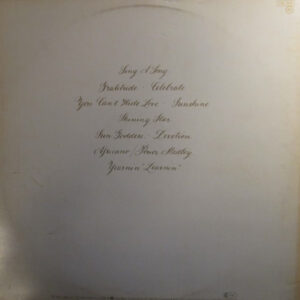 Sing A Song
Gratitude · Celebrate
You Can't Hide Love · Sunshine
Shining Star
Sun Goddess · Devotion
Africano/Power Medley
Yearnin' Learnin'